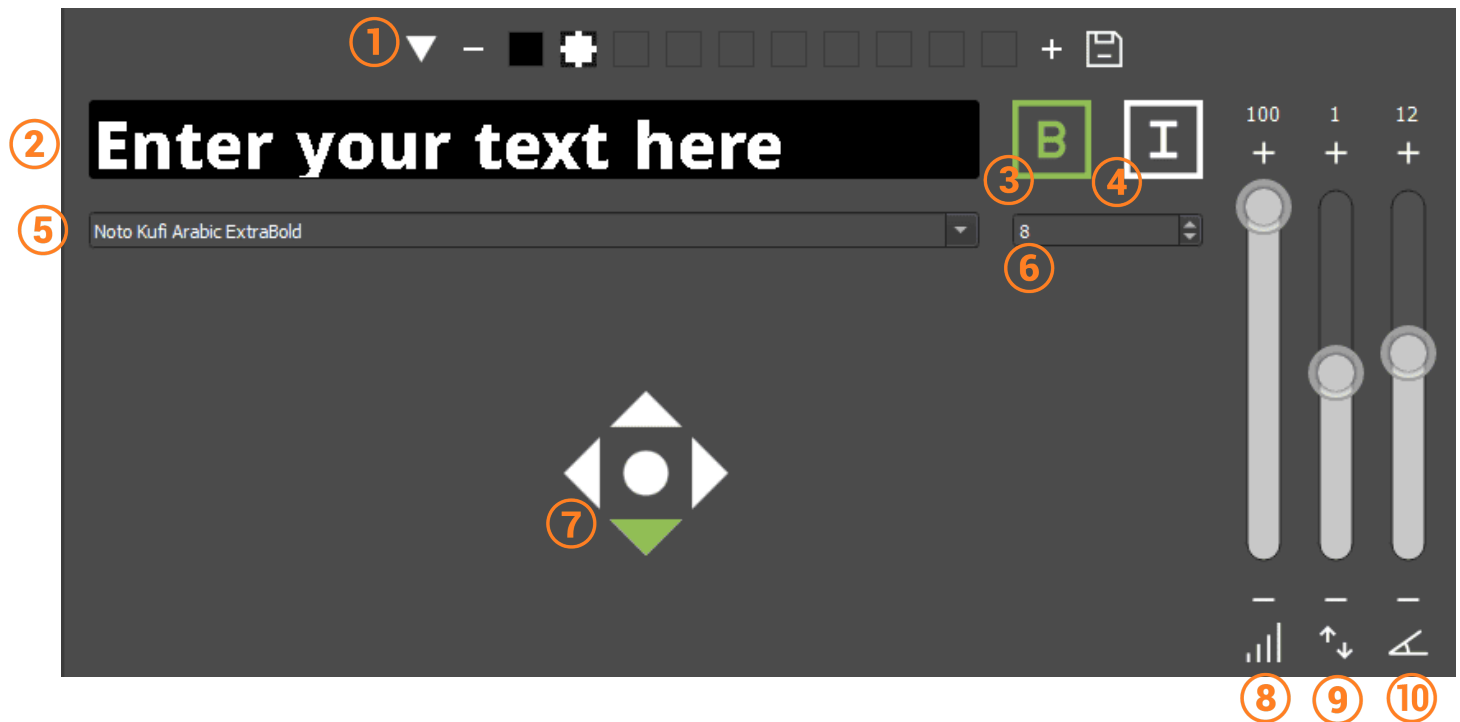 ① − +
② Enter your text here
③ B ④ I
100 1 12
+ + +
⑤ Noto Kufi Arabic ExtraBold
8
⑥
⑦
− − −
⑧ ⑨ ⑩